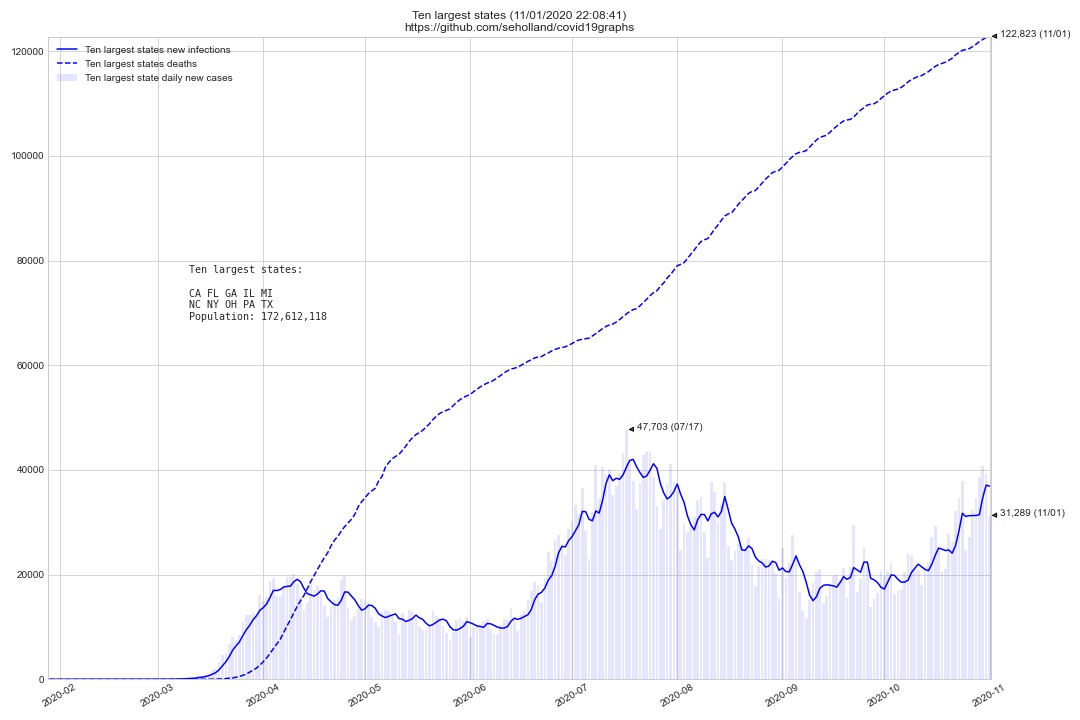 Ten largest states (11/01/2020 22:08:41)
https://github.com/seholland/covid19graphs
122,823 (11/01)
Ten largest states new infections
Ten largest states deaths
Ten largest state daily new cases
120000
100000
80000
60000
40000
20000
0
Ten largest states:
CA FL GA IL MI
NC NY OH PA TX
Population: 172,612,118
47,703 (07/17)
31,289 (11/01)
2020-02
2020-03
2020-04
2020-05
2020-06
2020-07
2020-08
2020-09
2020-10
2020-11